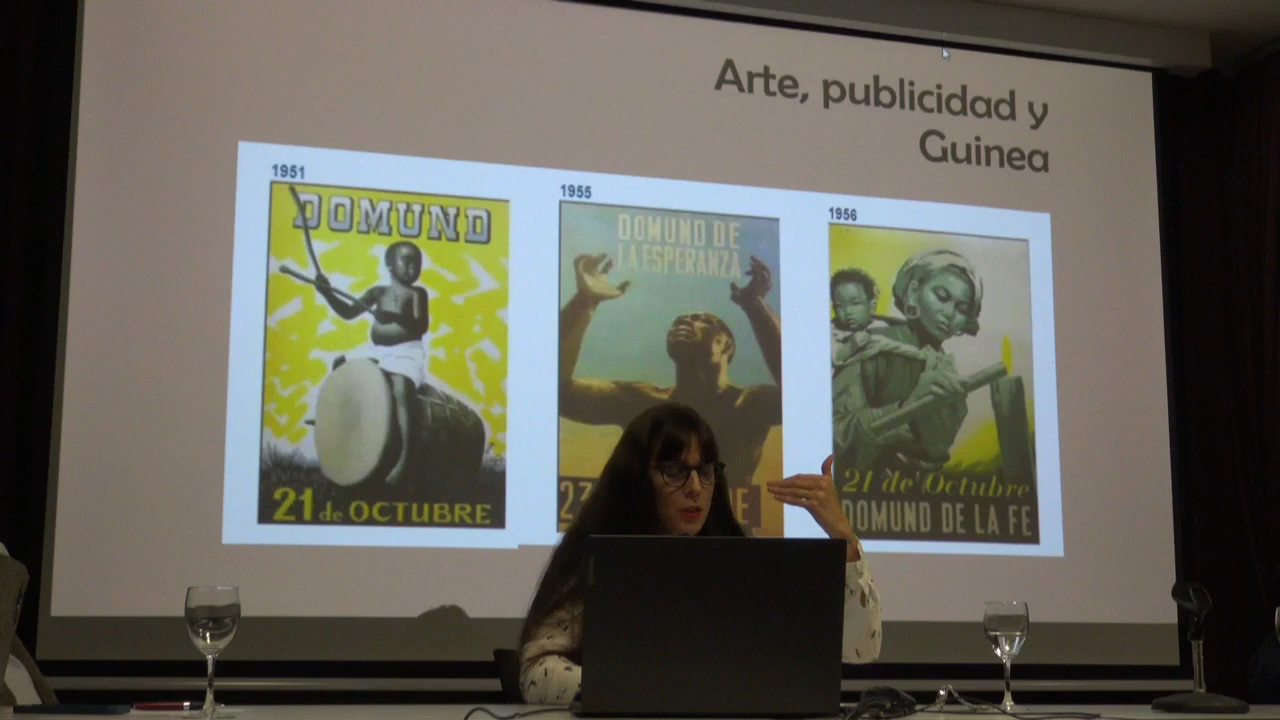 Arte, publicidad y
Guinea
1951
DOMUND
21 de OCTUBRE
1955
DOMUND DE
LA ESPERANZA
1956
21 de Octubre
DOMUND DE LA FE